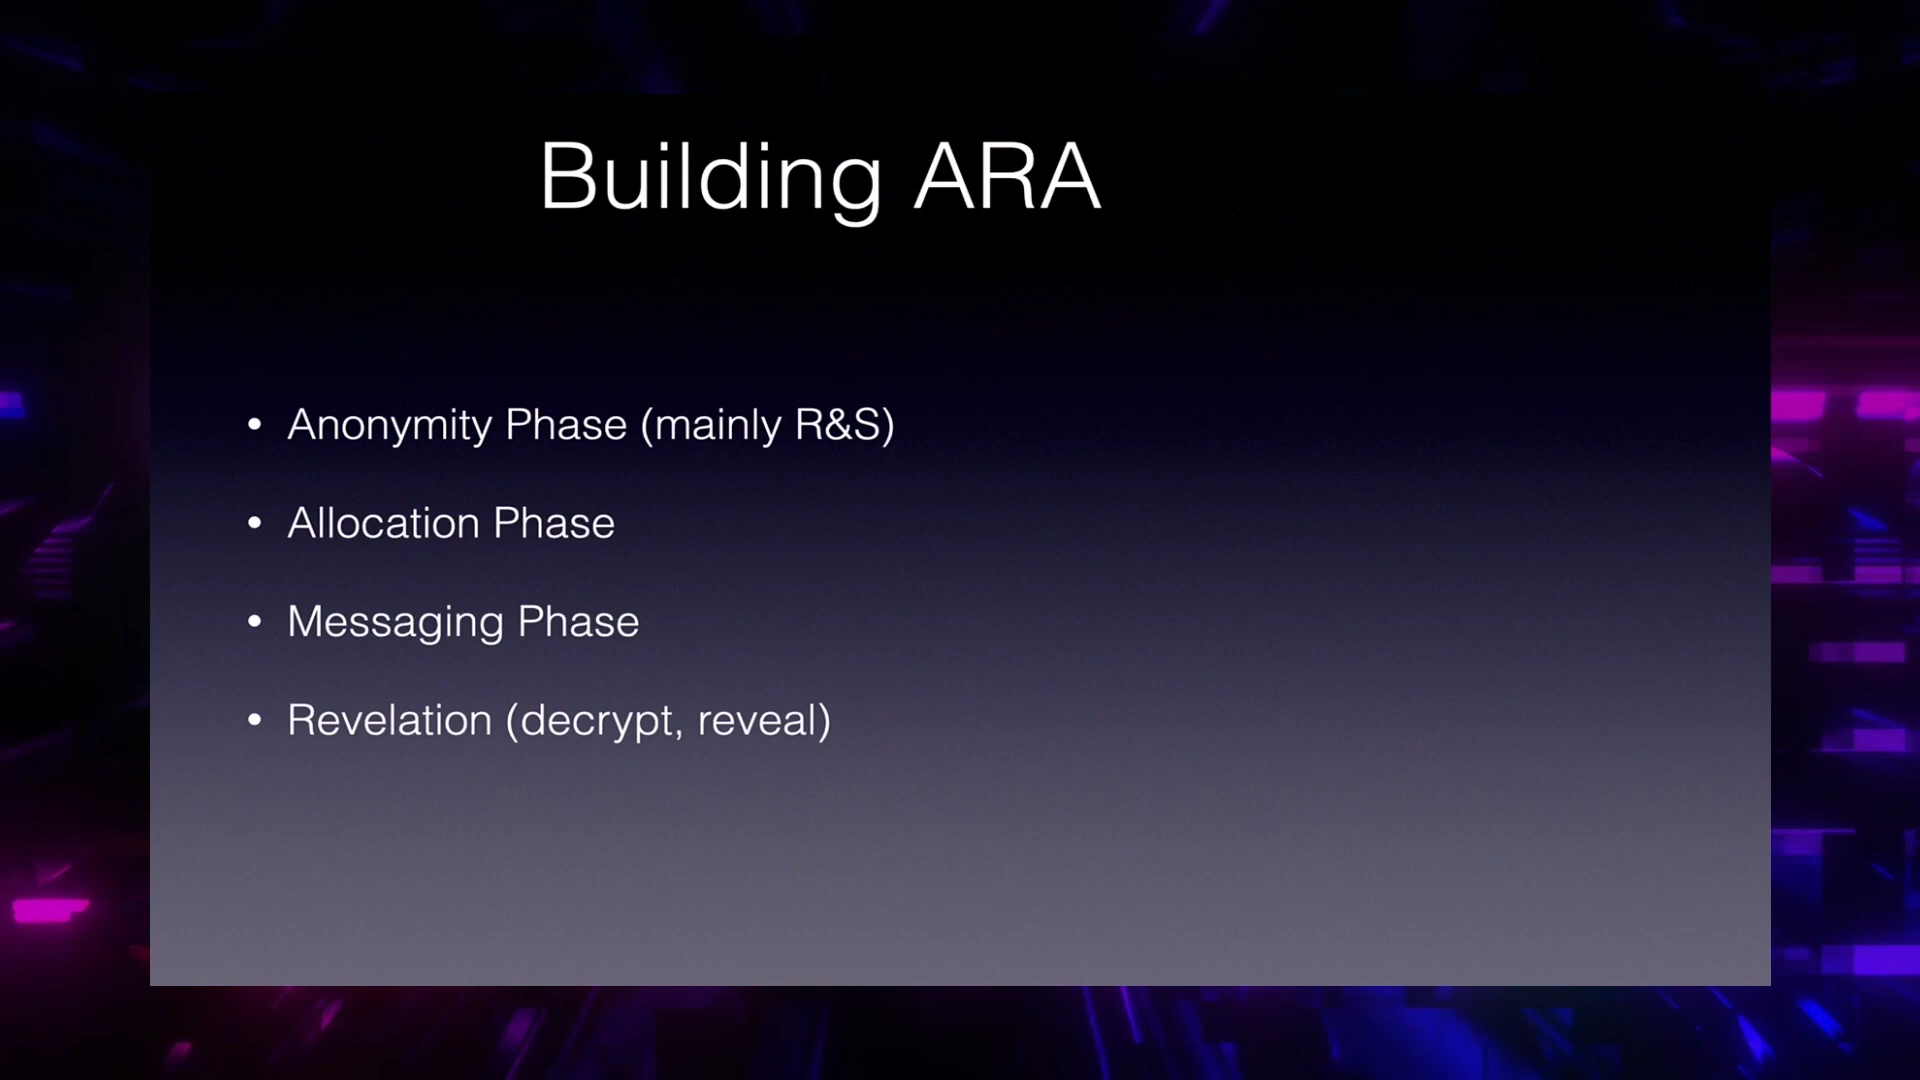 Building ARA
• Anonymity Phase (mainly R&S)
• Allocation Phase
• Messaging Phase
• Revelation (decrypt, reveal)